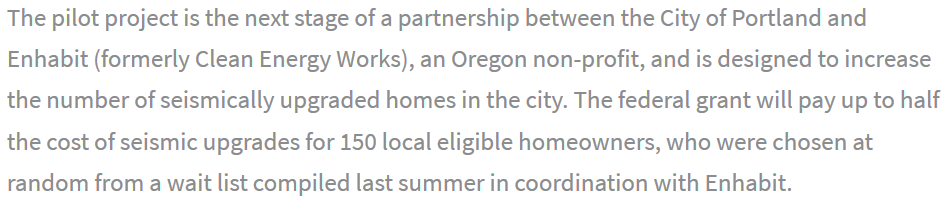 The pilot project is the next stage of a partnership between the City of Portland and
Enhabit (formerly Clean Energy Works), an Oregon non-profit, and is designed to increase
the number of seismically upgraded homes in the city. The federal grant will pay up to half
the cost of seismic upgrades for 150 local eligible homeowners, who were chosen at
random from a wait list compiled last summer in coordination with Enhabit.